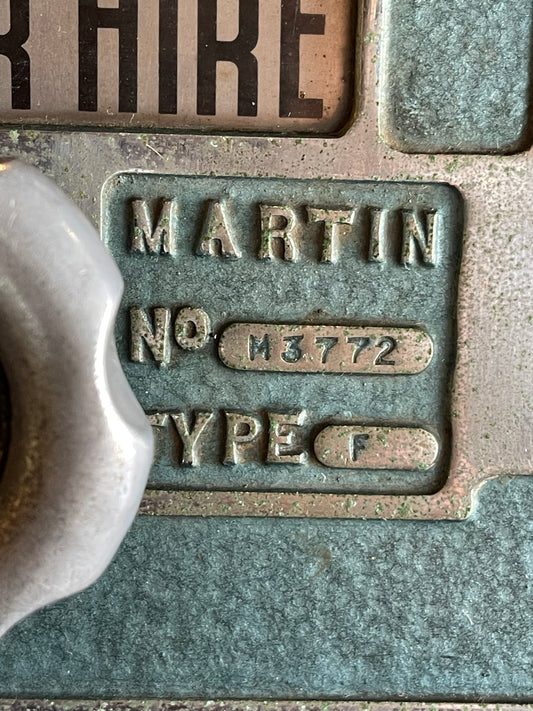 R HIRE
MARTIN
No M3772
TYPE F